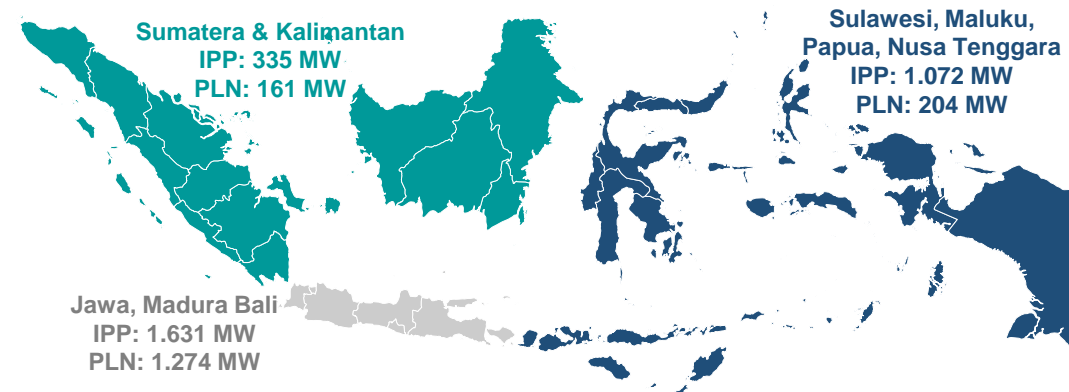 Sumatera & Kalimantan
IPP: 335 MW
PLN: 161 MW
Sulawesi, Maluku,
Papua, Nusa Tenggara
IPP: 1.072 MW
PLN: 204 MW
Jawa, Madura Bali
IPP: 1.631 MW
PLN: 1.274 MW